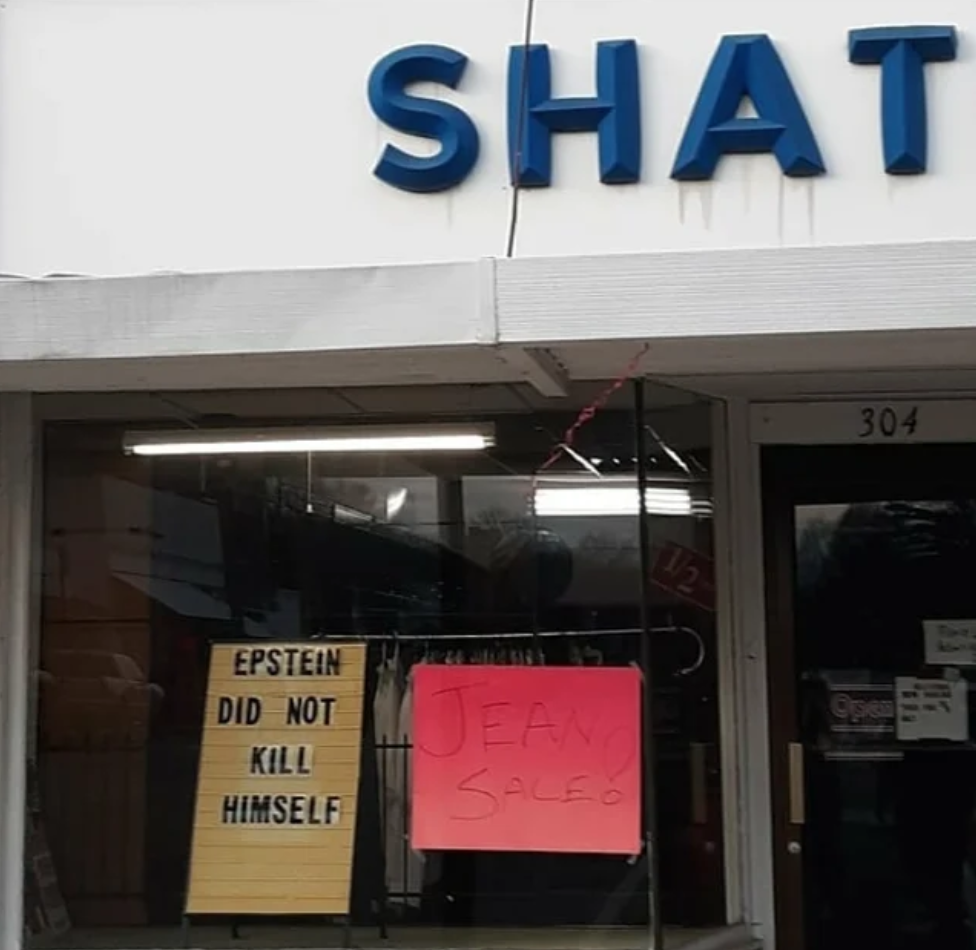 SHAT
304
1/2
EPSTEIN
DID NOT
KILL
HIMSELF
JEAN
SALE!
Open